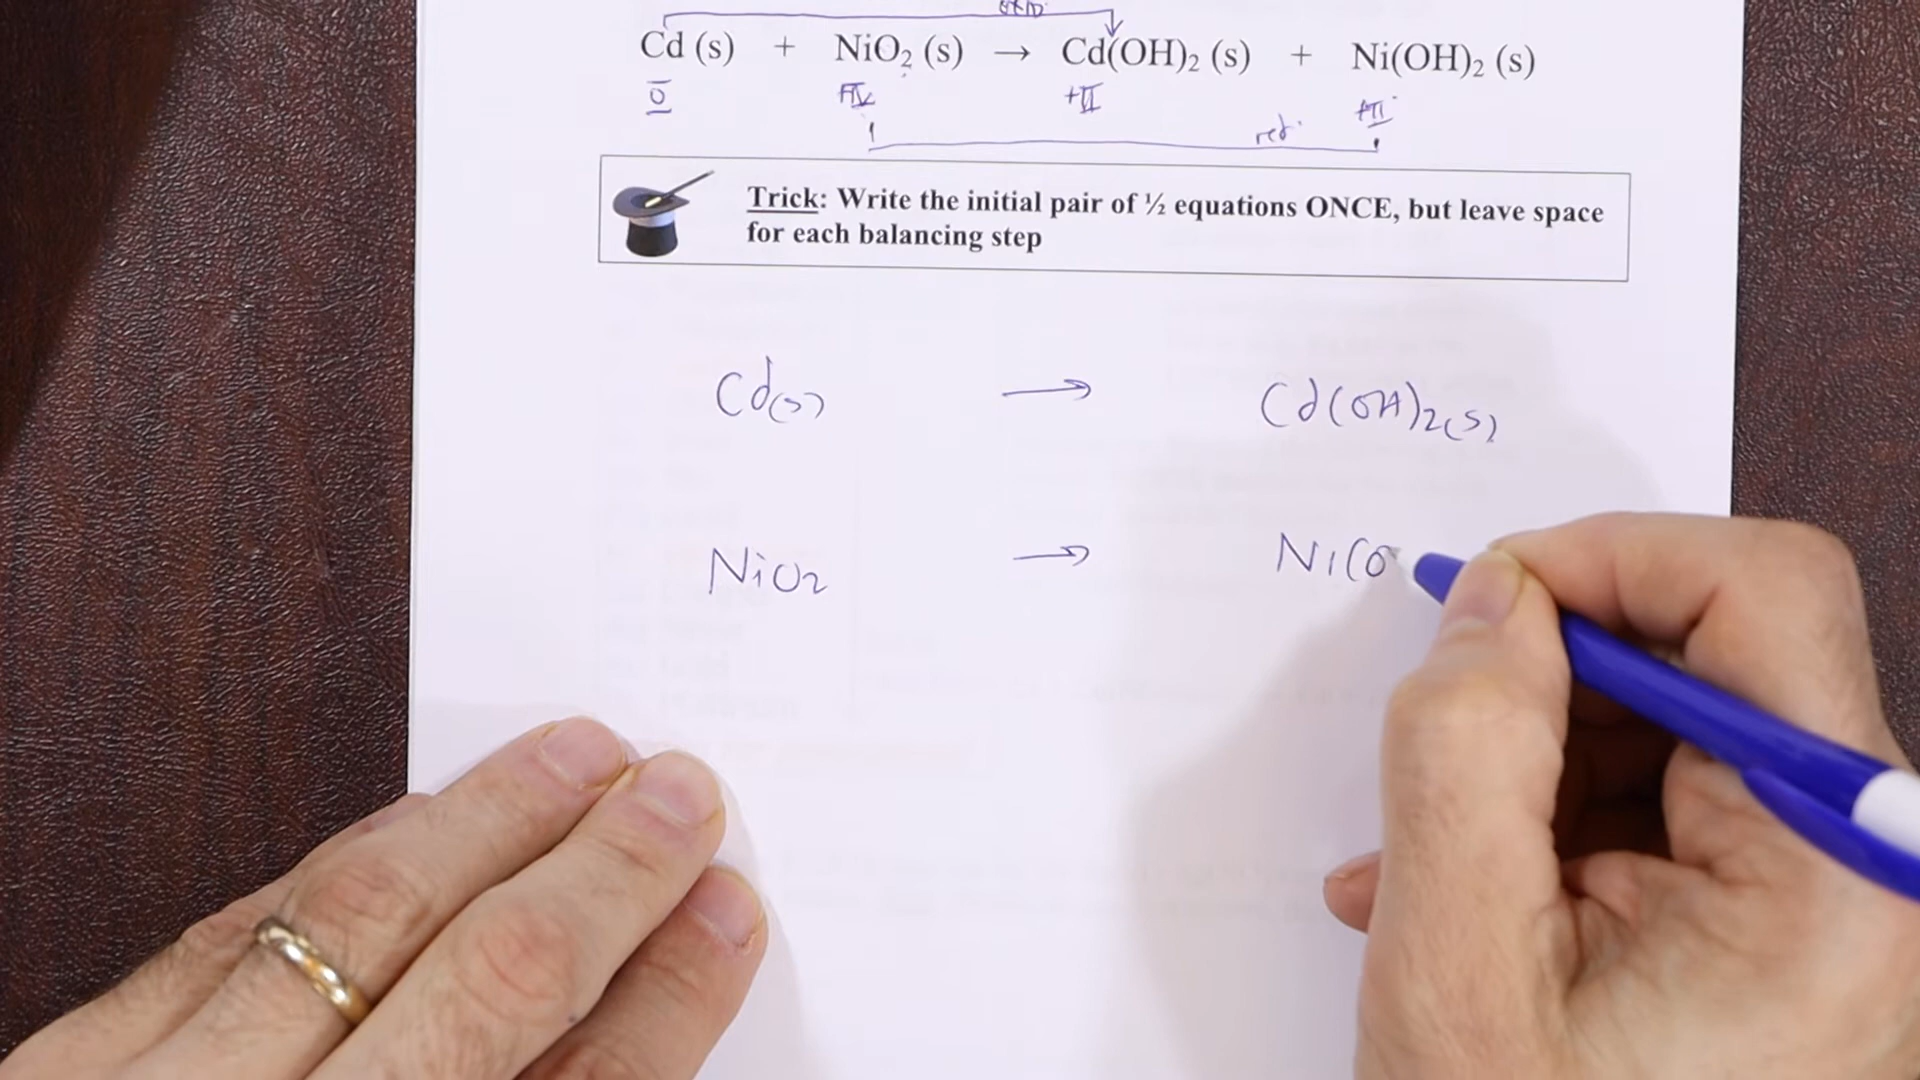 oxid.
Cd (s) + NiO₂ (s) → Cd(OH)₂ (s) + Ni(OH)₂ (s)
0 +IV +II +II
red.
Trick: Write the initial pair of ½ equations ONCE, but leave space
for each balancing step
Cd(s) → Cd(OH)₂(s)
NiO₂ → Ni(O